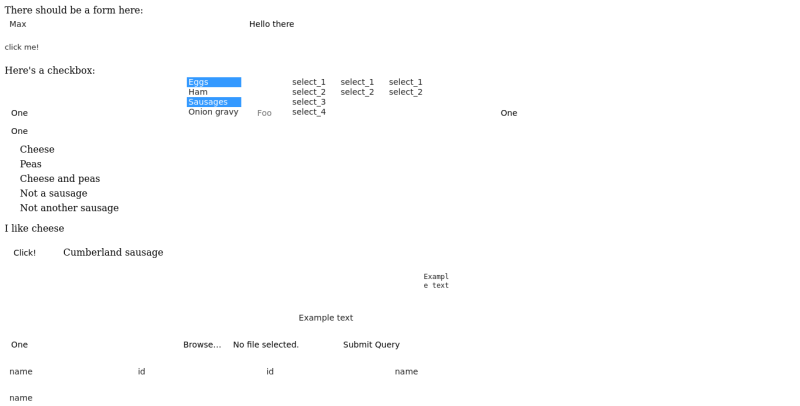 There should be a form here:
Max Hello there
click me!
Here's a checkbox:
Eggs select_1 select_1 select_1
Ham select_2 select_2 select_2
Sausages select_3
Onion gravy Foo select_4
One One
One
Cheese
Peas
Cheese and peas
Not a sausage
Not another sausage
I like cheese
Click! Cumberland sausage
Exampl
e text
Example text
One Browse... No file selected. Submit Query
name id id name
name